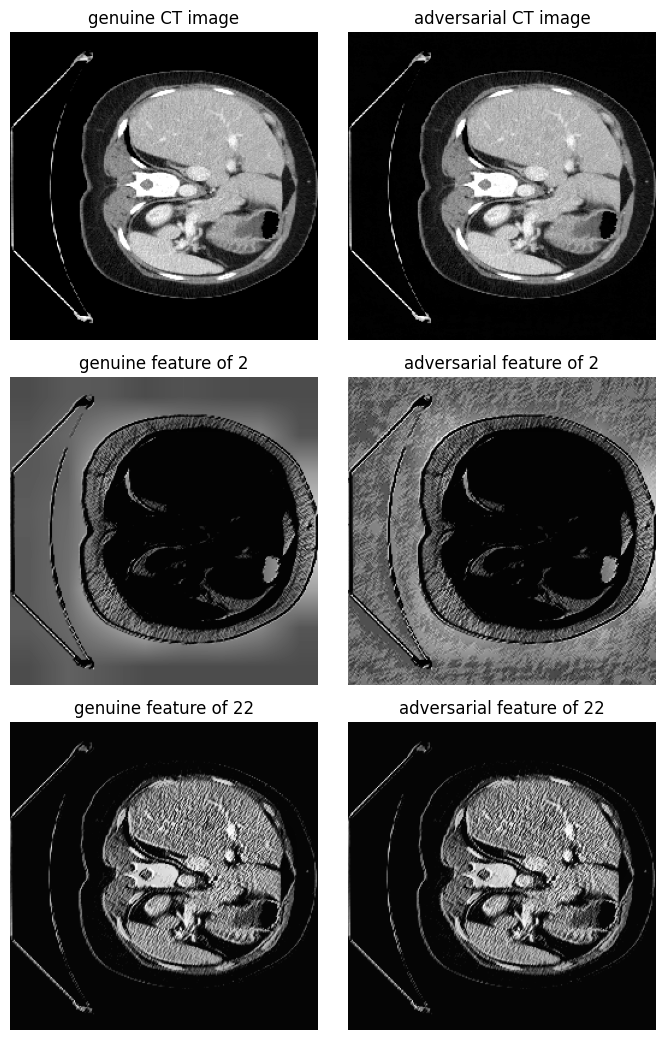 genuine CT image
adversarial CT image
genuine feature of 2
adversarial feature of 2
genuine feature of 22
adversarial feature of 22